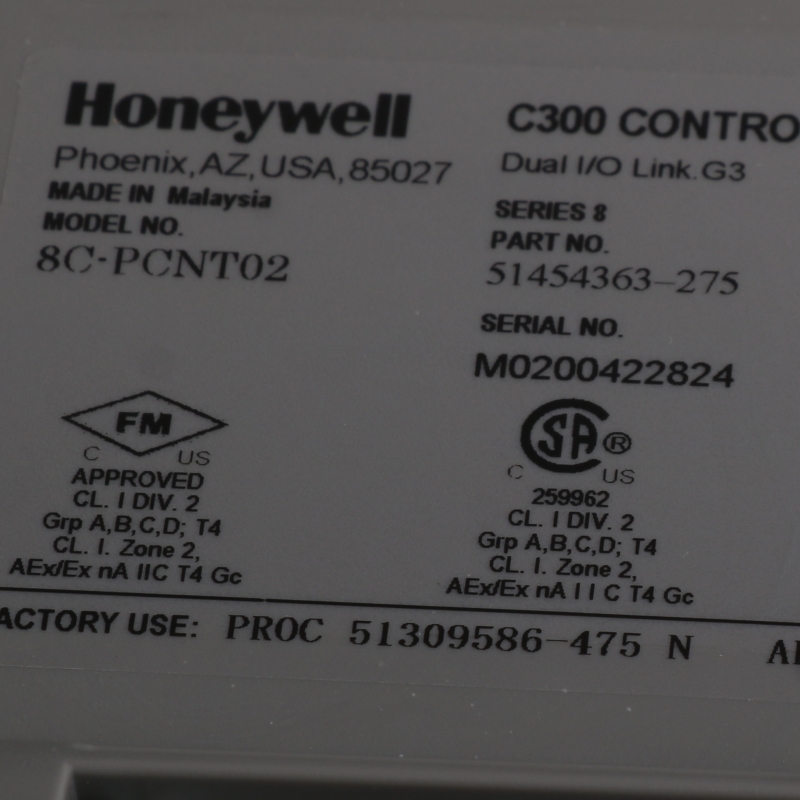 Honeywell
Phoenix, AZ, USA, 85027
MADE IN Malaysia
MODEL NO.
8C-PCNT02
C300 CONTRO
Dual I/O Link.G3
SERIES 8
PART NO.
51454363-275
SERIAL NO.
M0200422824
FM
C US
APPROVED
CL. I DIV. 2
Grp A,B,C,D; T4
CL. I. Zone 2,
AEx/Ex nA IIC T4 Gc
SA ®
C US
259962
CL. I DIV. 2
Grp A,B,C,D; T4
CL. I. Zone 2,
AEx/Ex nA I I C T4 Gc
ACTORY USE: PROC 51309586-475 N